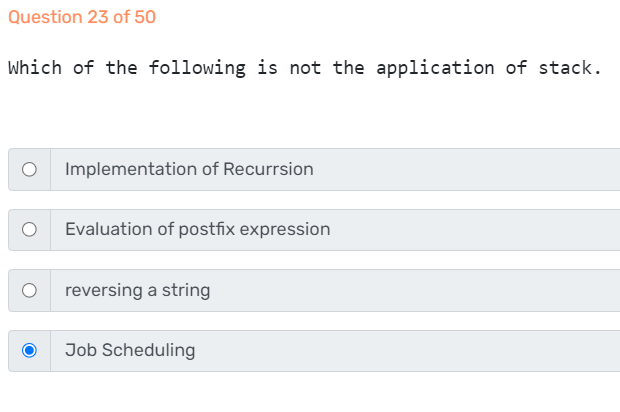 Question 23 of 50
Which of the following is not the application of stack.
Implementation of Recurrsion
Evaluation of postfix expression
reversing a string
Job Scheduling